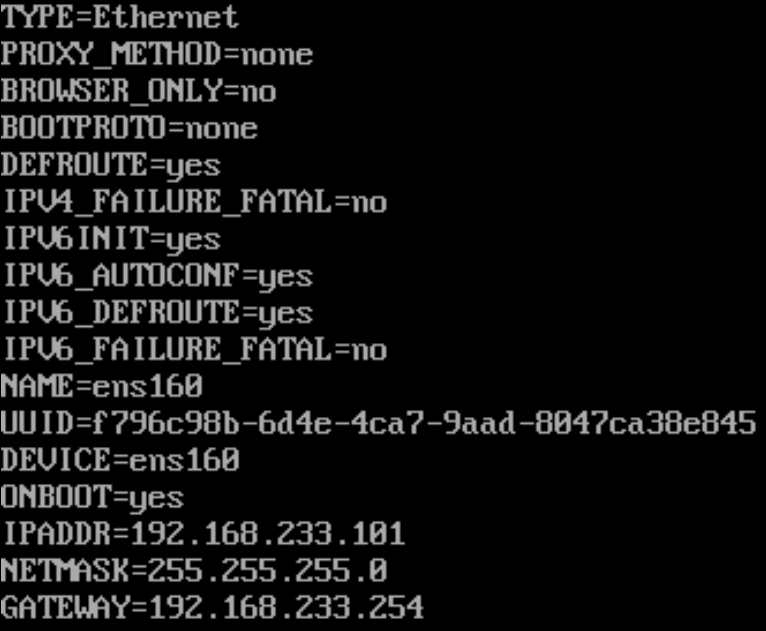 TYPE=Ethernet
PROXY_METHOD=none
BROWSER_ONLY=no
BOOTPROTO=none
DEFROUTE=yes
IPV4_FAILURE_FATAL=no
IPV6INIT=yes
IPV6_AUTOCONF=yes
IPV6_DEFROUTE=yes
IPV6_FAILURE_FATAL=no
NAME=ens160
UUID=f796c98b-6d4e-4ca7-9aad-8047ca38e845
DEVICE=ens160
ONBOOT=yes
IPADDR=192.168.233.101
NETMASK=255.255.255.0
GATEWAY=192.168.233.254